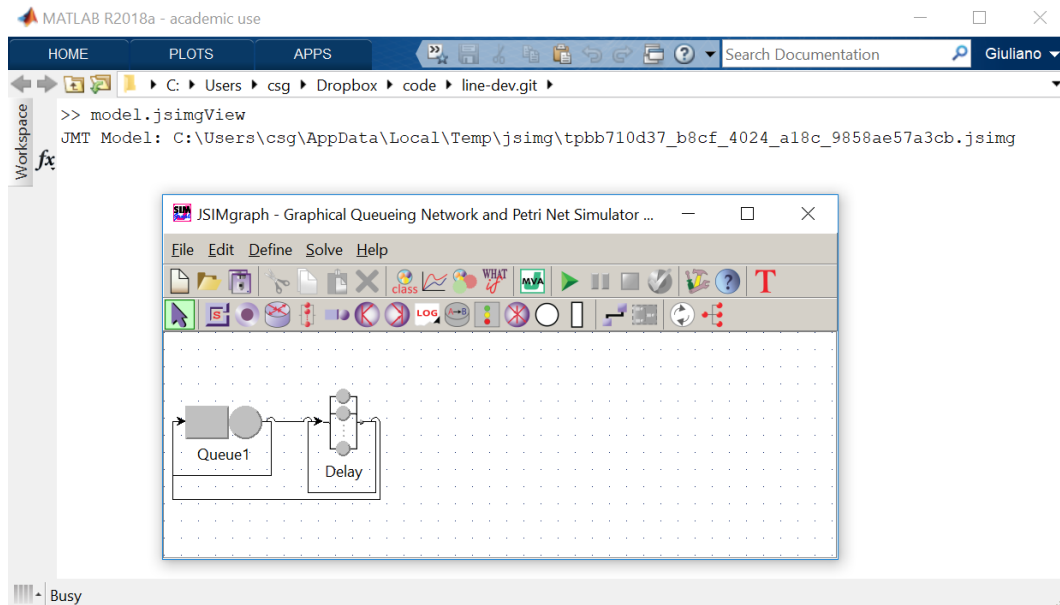 MATLAB R2018a - academic use
HOME PLOTS APPS Search Documentation Giuliano
C: Users csg Dropbox code line-dev.git
Workspace
fx
>> model.jsimgView
JMT Model: C:\Users\csg\AppData\Local\Temp\jsimg\tpbb710d37_b8cf_4024_a18c_9858ae57a3cb.jsimg
SIM JSIMgraph - Graphical Queueing Network and Petri Net Simulator ...
File Edit Define Solve Help
class WHAT IF MVA ? T
S LOG A→B
Queue1
Delay
Busy